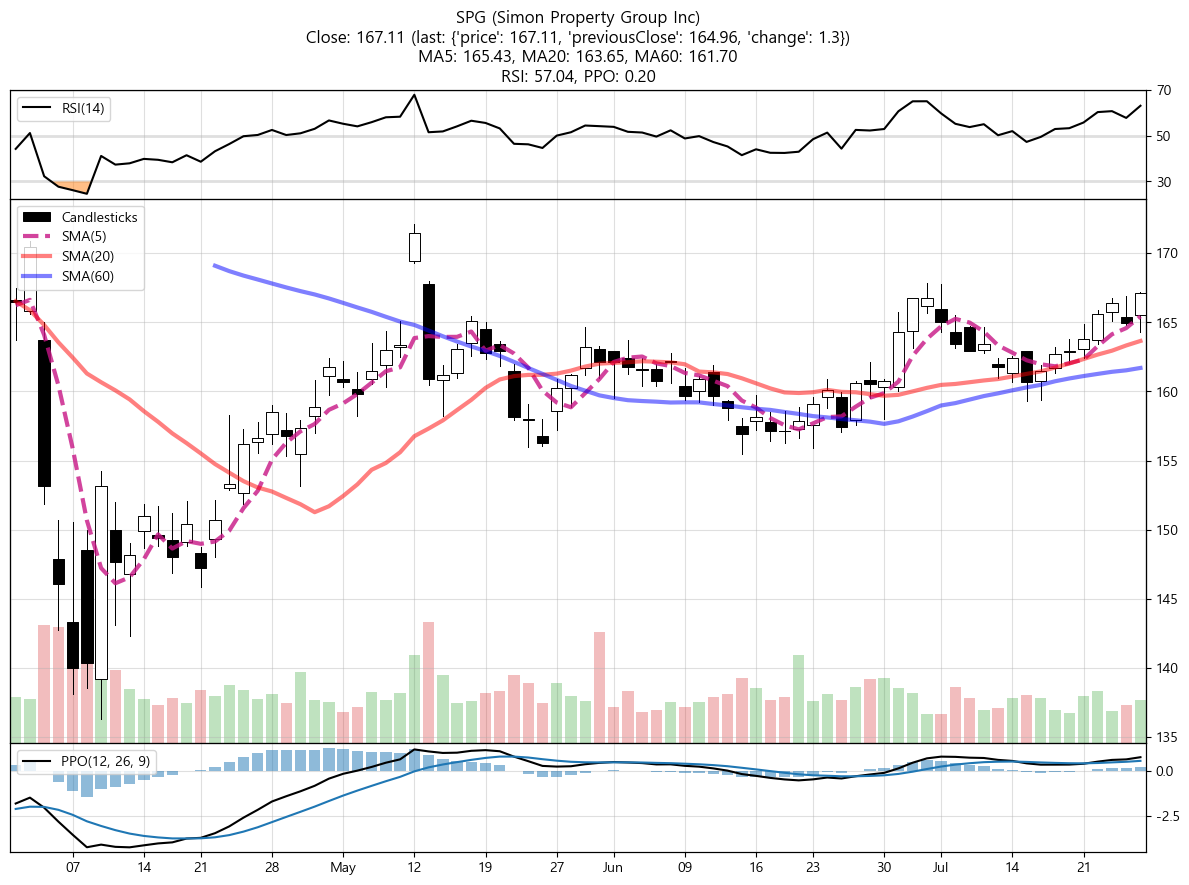 SPG (Simon Property Group Inc)
Close: 167.11 (last: {'price': 167.11, 'previousClose': 164.96, 'change': 1.3})
MA5: 165.43, MA20: 163.65, MA60: 161.70
RSI: 57.04, PPO: 0.20
RSI(14)
70
50
30
Candlesticks
SMA(5)
SMA(20)
SMA(60)
170
165
160
155
150
145
140
135
PPO(12, 26, 9)
0.0
-2.5
07 14 21 28 May 12 19 27 Jun 09 16 23 30 Jul 14 21